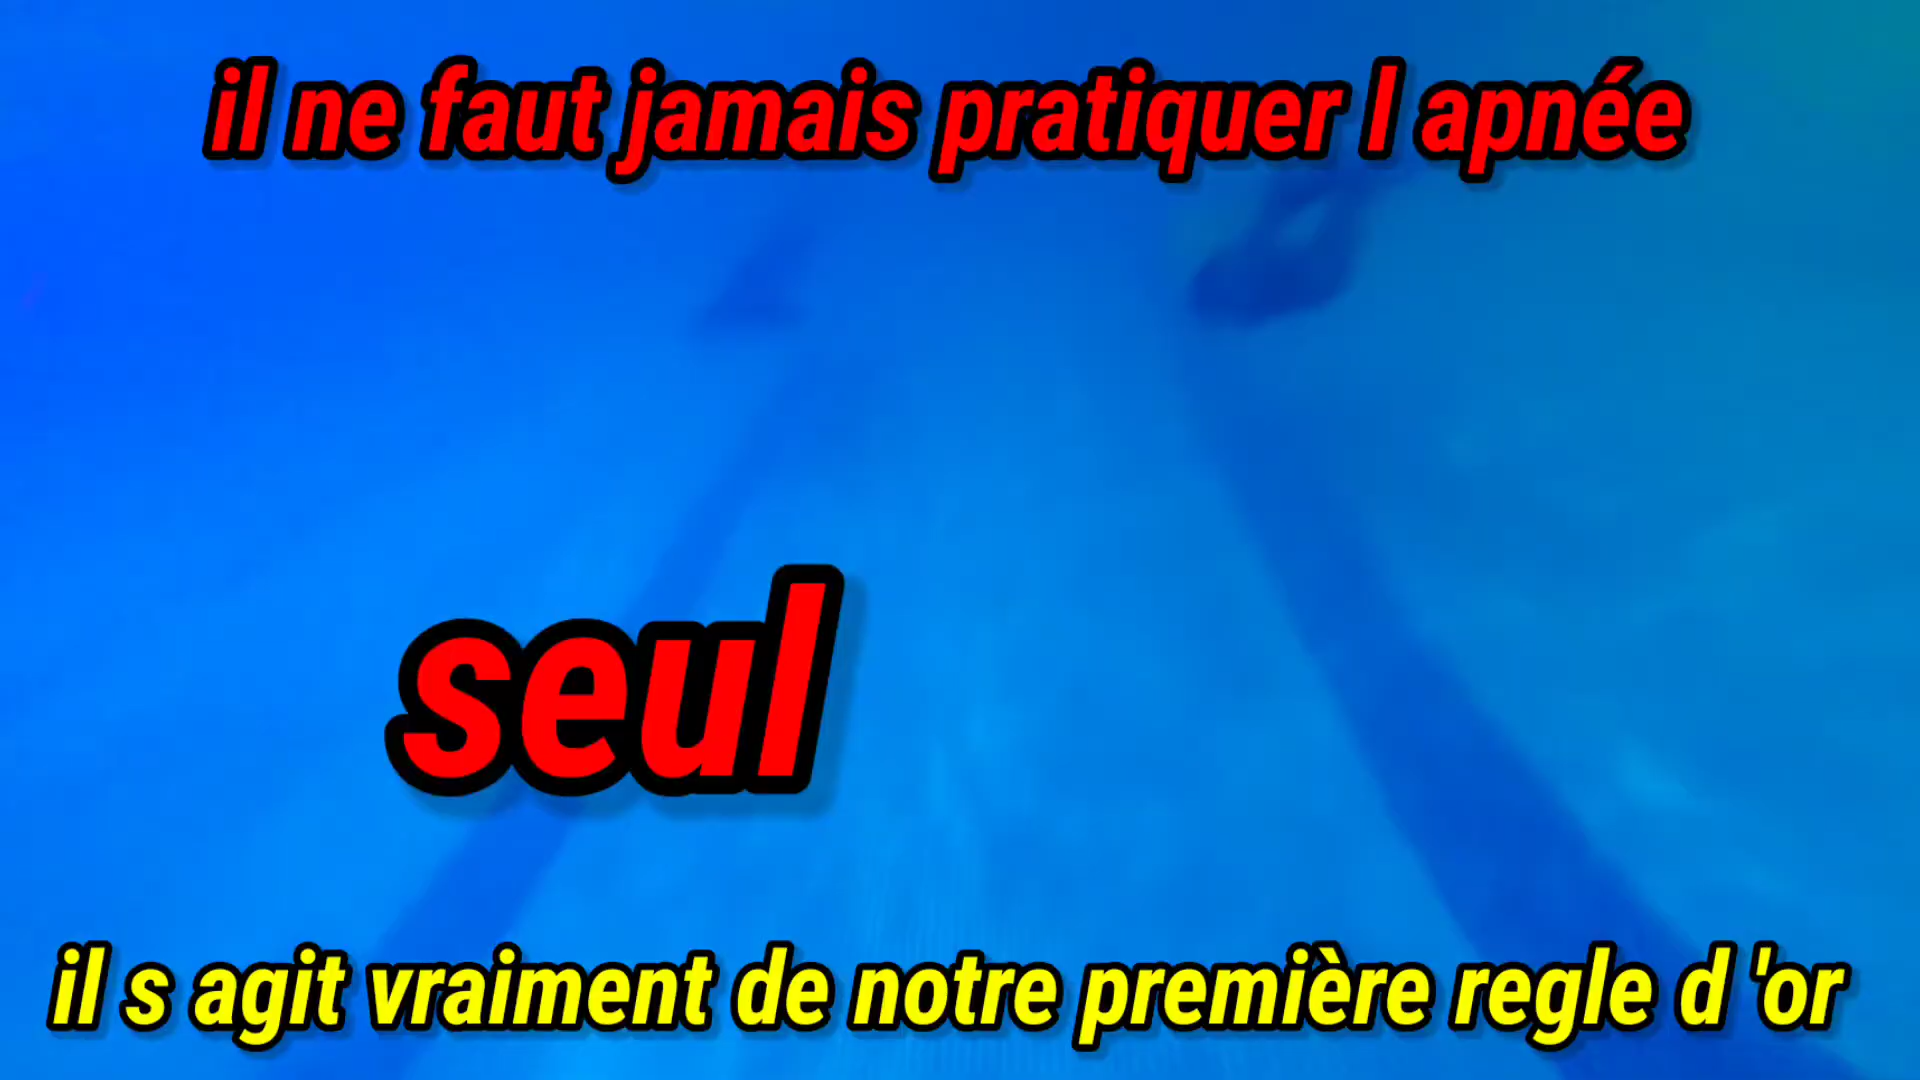 il ne faut jamais pratiquer l apnée
seul
il s agit vraiment de notre première regle d 'or